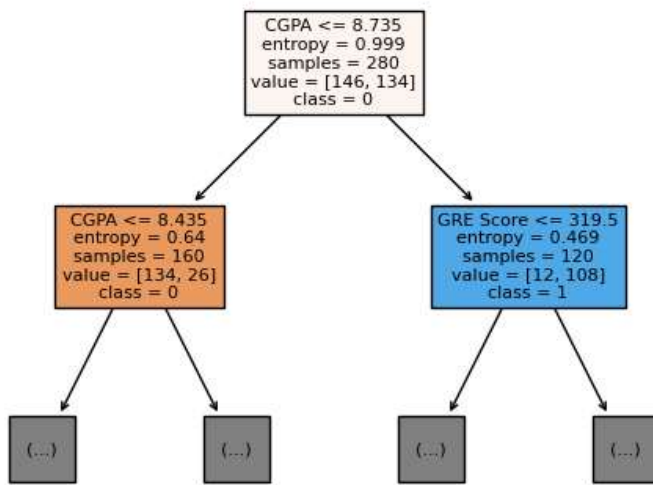 CGPA <= 8.735
entropy = 0.999
samples = 280
value = [146, 134]
class = 0
CGPA <= 8.435
entropy = 0.64
samples = 160
value = [134, 26]
class = 0
GRE Score <= 319.5
entropy = 0.469
samples = 120
value = [12, 108]
class = 1
(...)
(...)
(...)
(...)